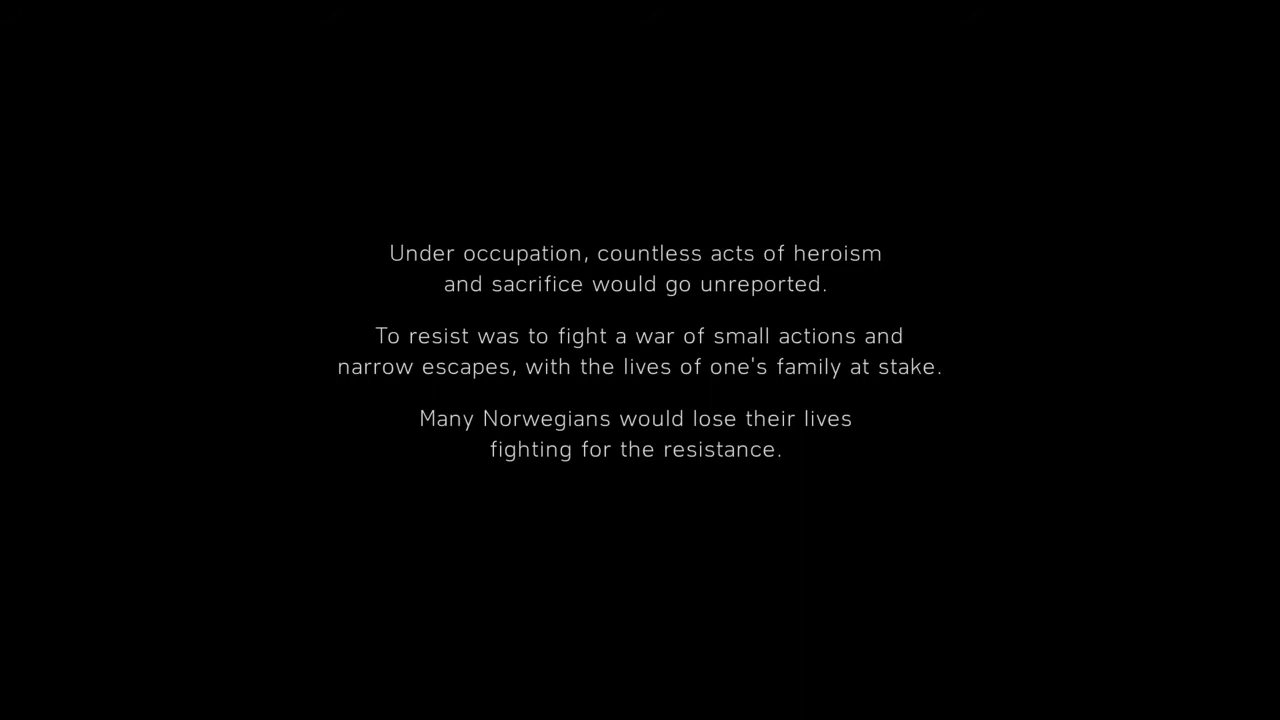 Under occupation, countless acts of heroism
and sacrifice would go unreported.
To resist was to fight a war of small actions and
narrow escapes, with the lives of one's family at stake.
Many Norwegians would lose their lives
fighting for the resistance.